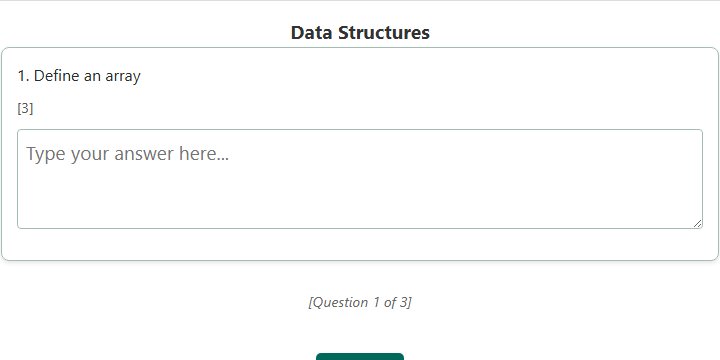 Data Structures
1. Define an array
[3]
Type your answer here...
[Question 1 of 3]